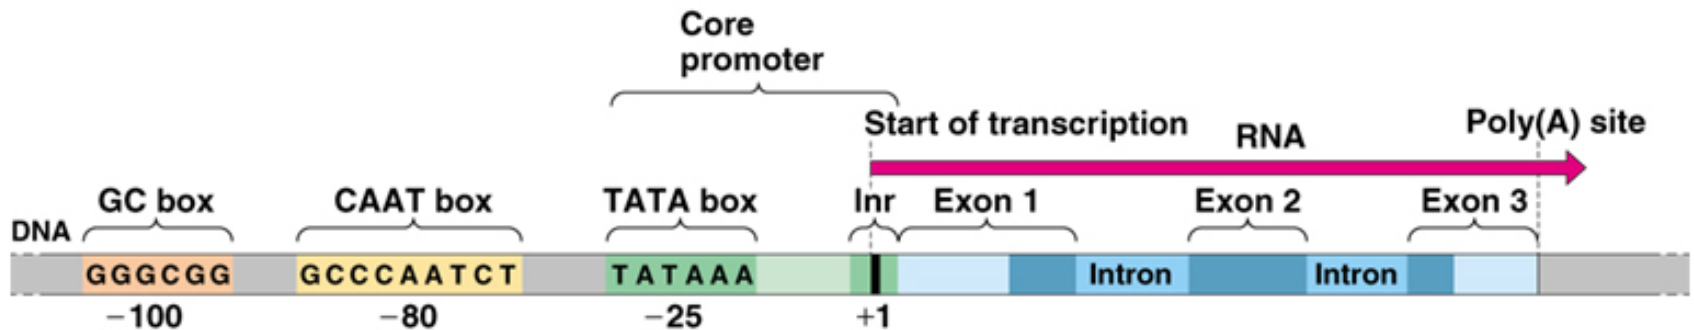 Core
promoter
Start of transcription
RNA
Poly(A) site
GC box
CAAT box
TATA box
Inr
Exon 1
Exon 2
Exon 3
DNA
GGGCGG
GCCCAATCT
TATAAA
Intron
Intron
−100
−80
−25
+1